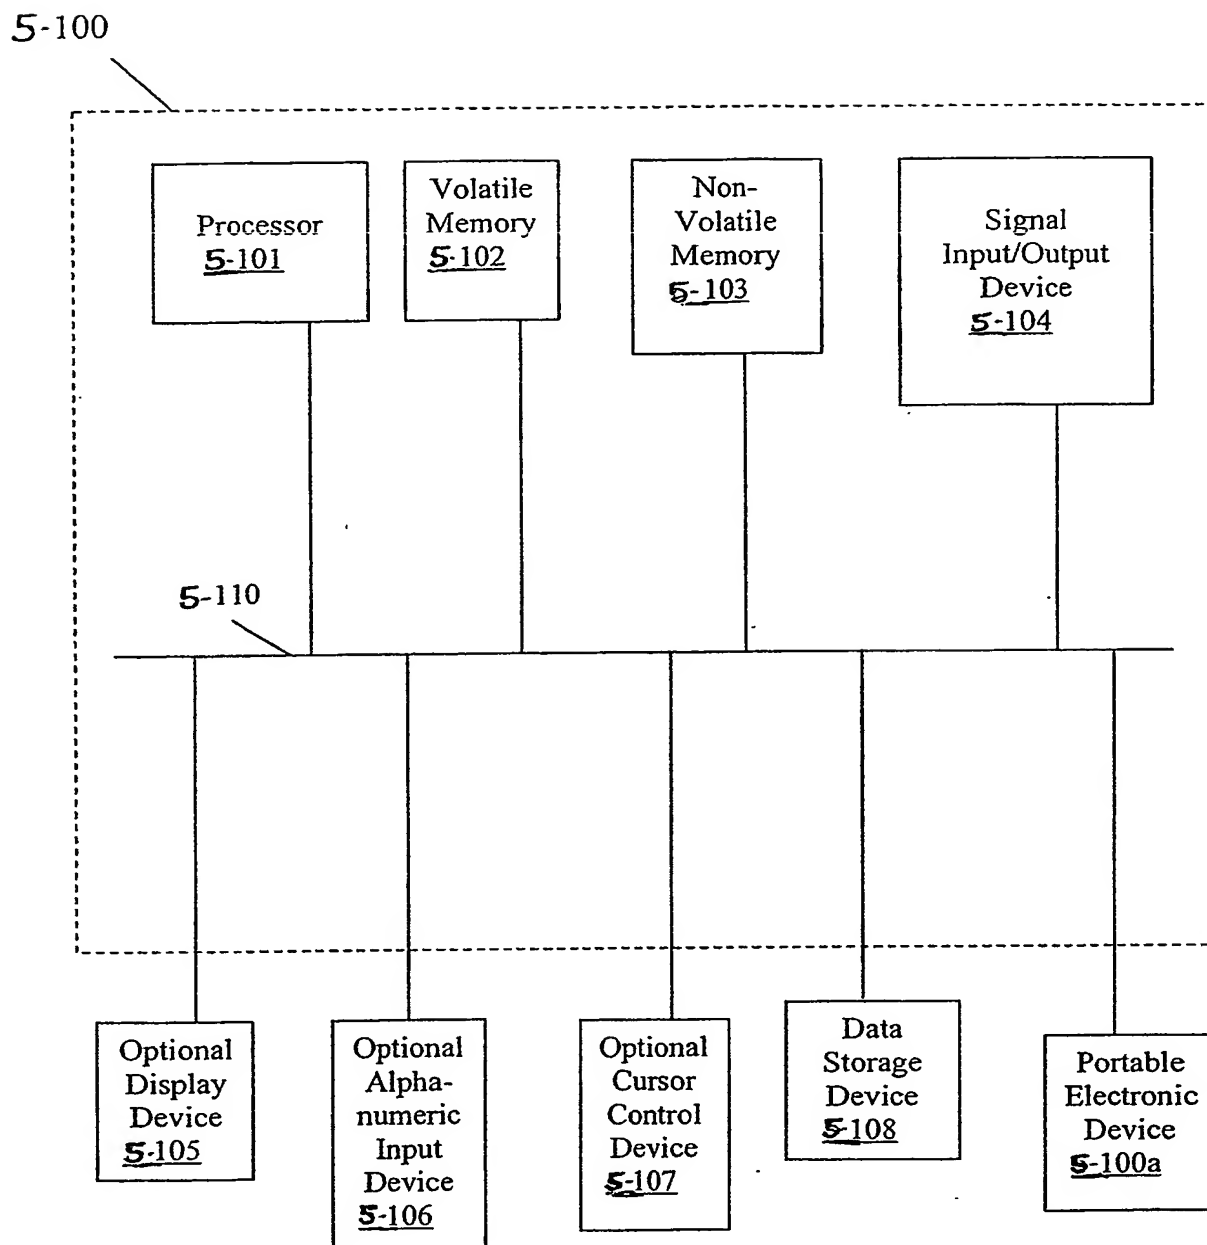 5-100
Processor
5-101
Volatile
Memory
5-102
Non-
Volatile
Memory
5-103
Signal
Input/Output
Device
5-104
5-110
Optional
Display
Device
5-105
Optional
Alpha-
numeric
Input
Device
5-106
Optional
Cursor
Control
Device
5-107
Data
Storage
Device
5-108
Portable
Electronic
Device
5-100a